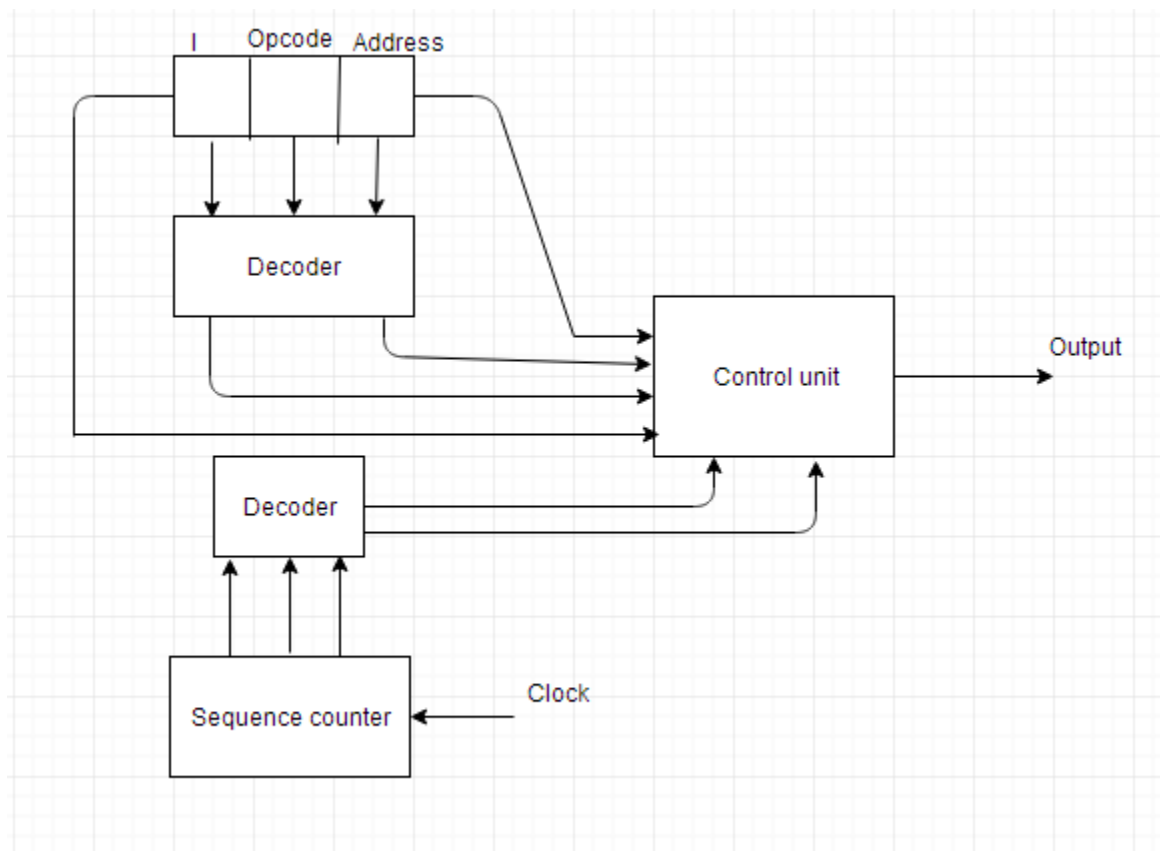 I Opcode Address
Decoder
Control unit
Output
Decoder
Sequence counter
Clock